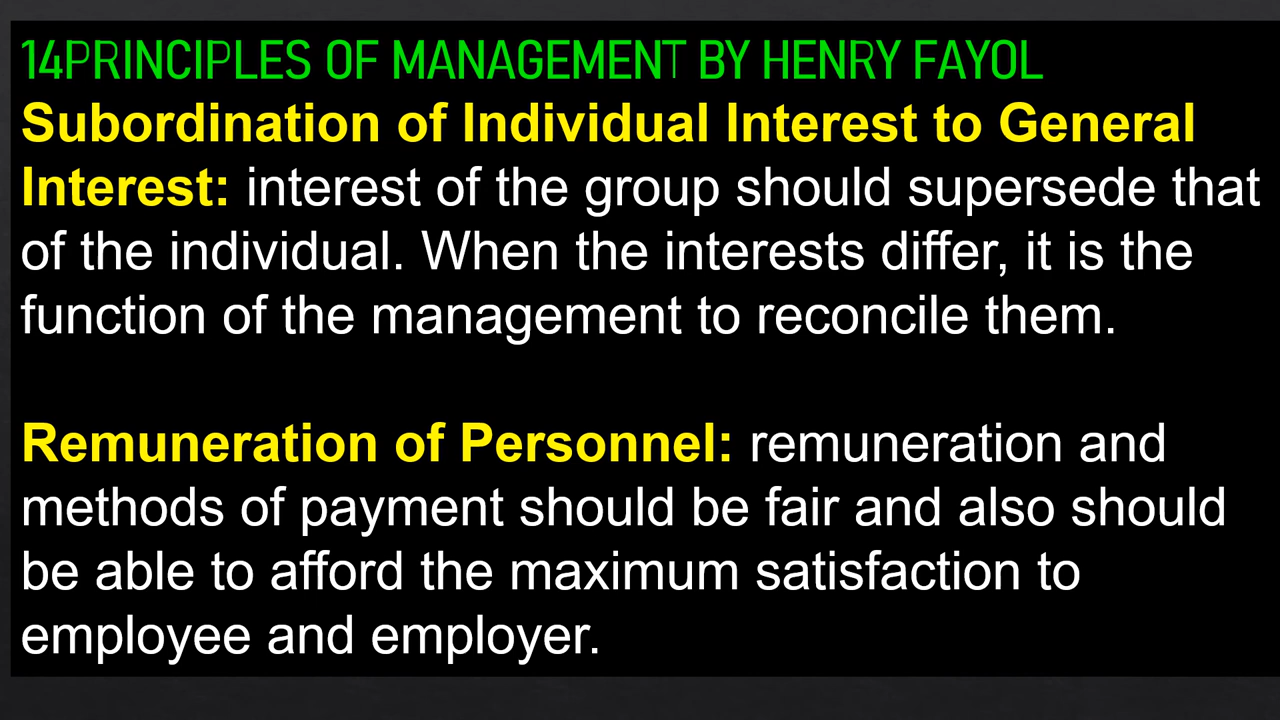 14PRINCIPLES OF MANAGEMENT BY HENRY FAYOL
Subordination of Individual Interest to General
Interest: interest of the group should supersede that
of the individual. When the interests differ, it is the
function of the management to reconcile them.
Remuneration of Personnel: remuneration and
methods of payment should be fair and also should
be able to afford the maximum satisfaction to
employee and employer.